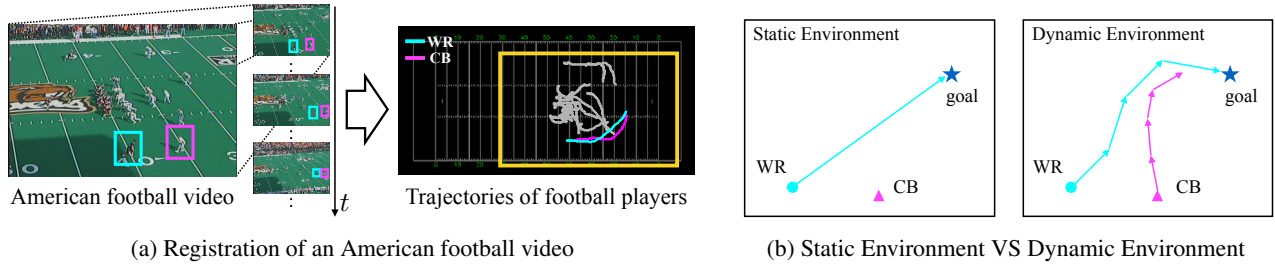 WR
CB
American football video
t
Trajectories of football players
(a) Registration of an American football video
Static Environment
goal
WR
CB
Dynamic Environment
goal
WR
CB
(b) Static Environment VS Dynamic Environment